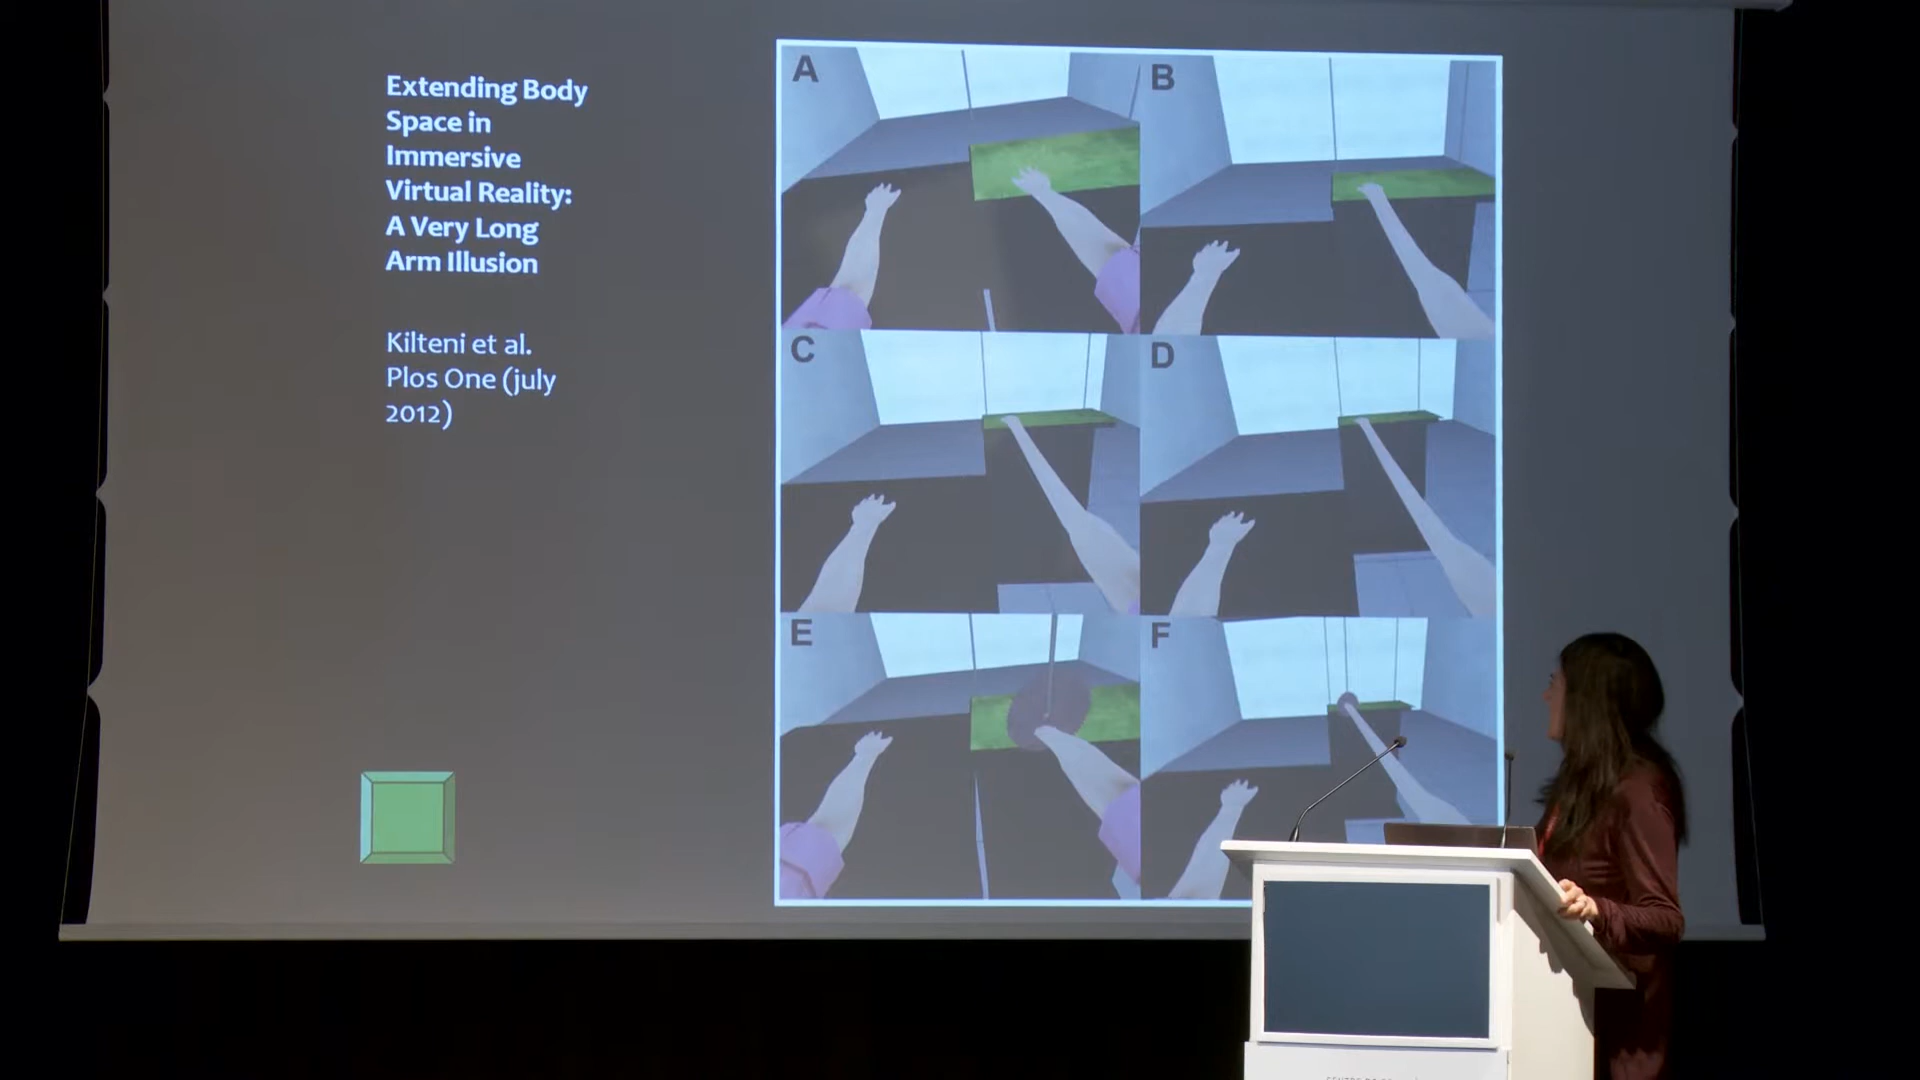 Extending Body
Space in
Immersive
Virtual Reality:
A Very Long
Arm Illusion
Kilteni et al.
Plos One (july
2012)
A
B
C
D
E
F